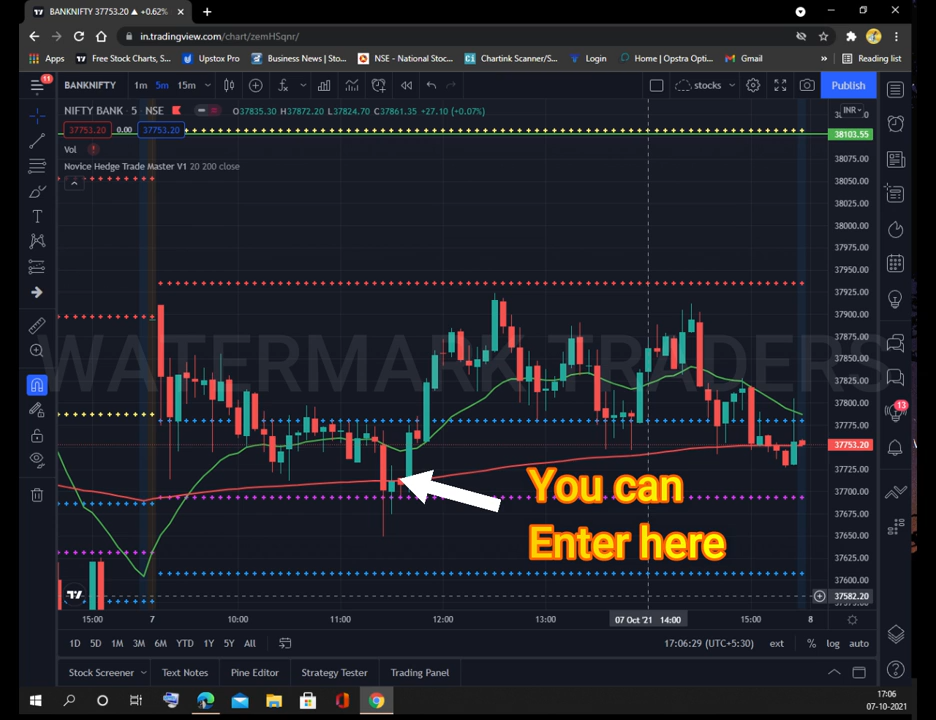 BANKNIFTY 37753.20 ▲ +0.62% × +
in.tradingview.com/chart/zemHSqnr/
Apps Free Stock Charts, S... Upstox Pro Business News | Sto... NSE - National Stoc... Chartink Scanner/S... Login Home | Opstra Opti... Gmail » Reading list
11 BANKNIFTY 1m 5m 15m stocks Publish
NIFTY BANK · 5 · NSE O37835.30 H37872.20 L37824.70 C37861.35 +27.10 (+0.07%) INR
37753.20 0.00 37753.20
38103.55
Vol
38075.00
Novice Hedge Trade Master V1 20 200 close
38050.00
38025.00
38000.00
37975.00
37950.00
37925.00
37900.00
37875.00
WATERMARK TRADERS
37850.00
37825.00
37800.00
13
37775.00
37753.20
37725.00
37700.00
37675.00
37650.00
37625.00
37600.00
You can
Enter here
37582.20
15:00 7 10:00 11:00 12:00 13:00 07 Oct '21 14:00 15:00 8
1D 5D 1M 3M 6M YTD 1Y 5Y All 17:06:29 (UTC+5:30) ext % log auto
Stock Screener Text Notes Pine Editor Strategy Tester Trading Panel
17:06
07-10-2021